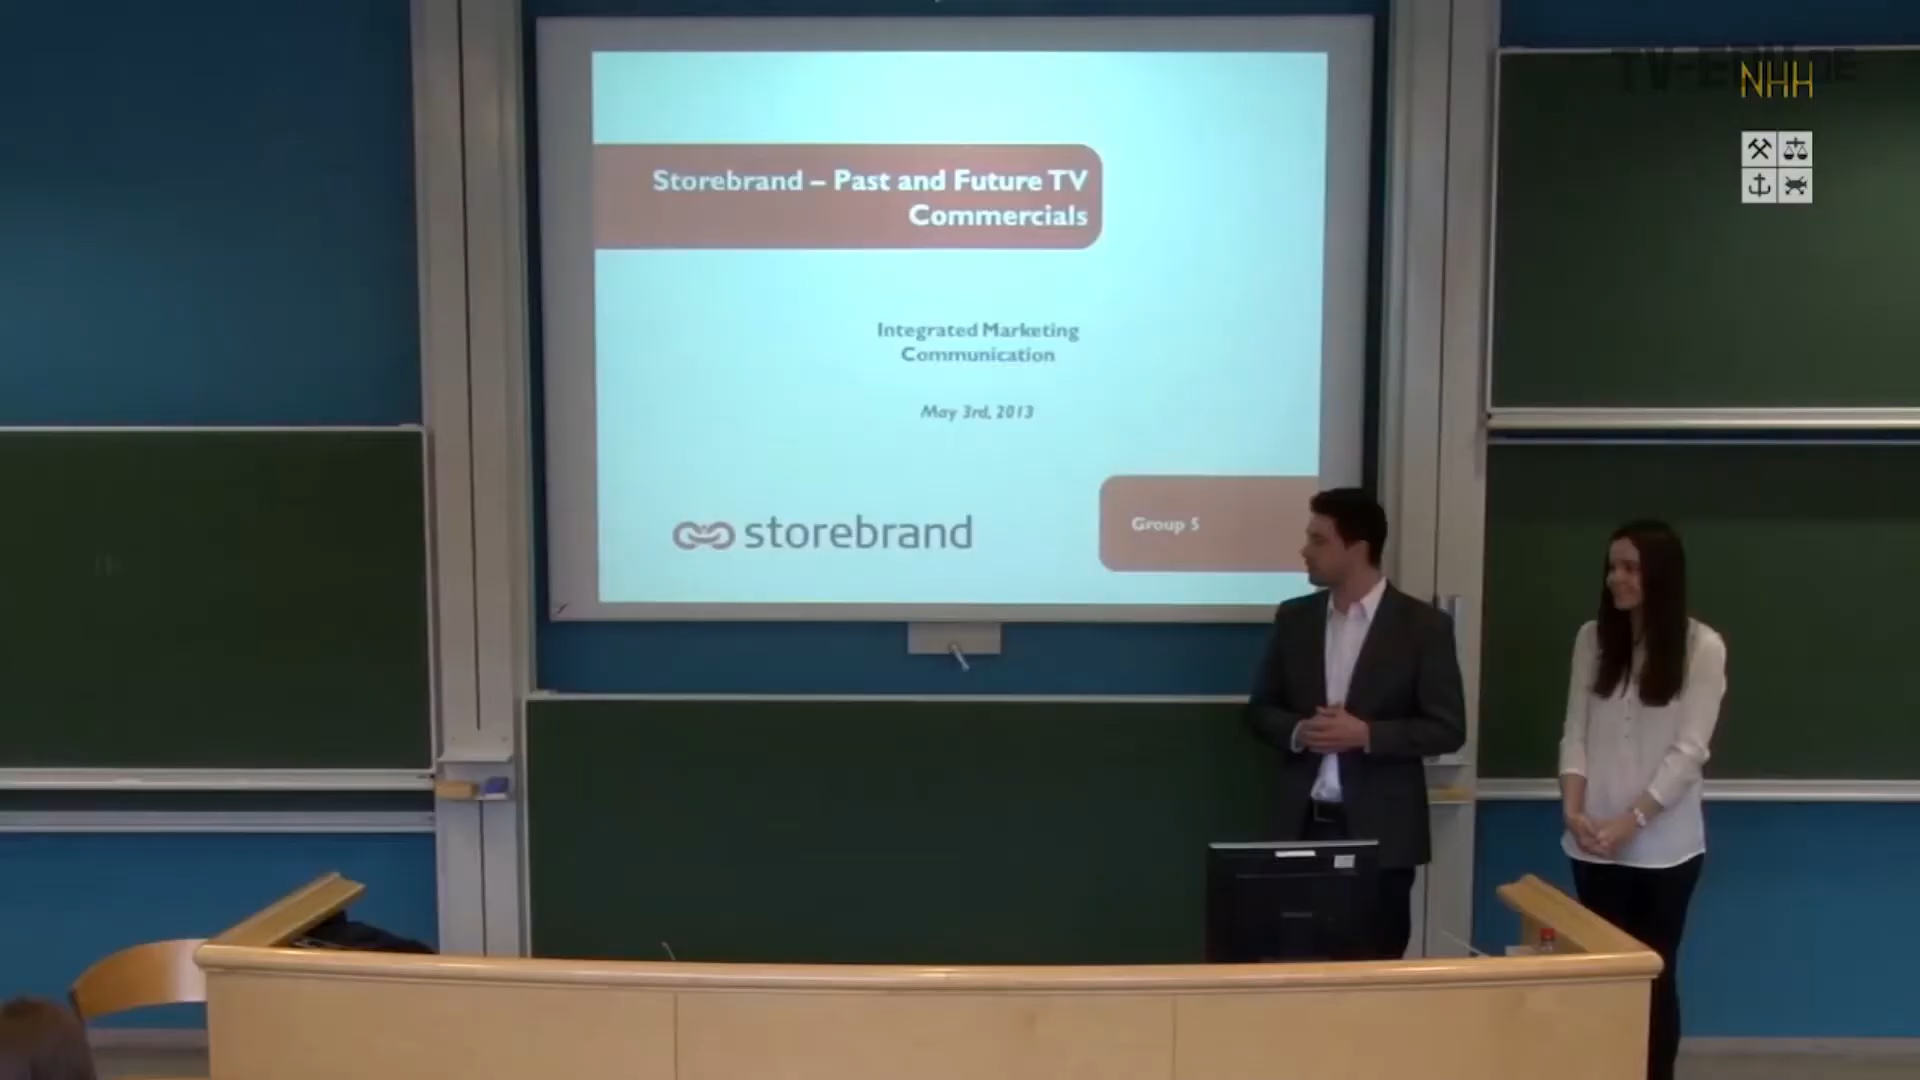 NHH
Storebrand – Past and Future TV
Commercials
Integrated Marketing
Communication
May 3rd, 2013
storebrand
Group 5